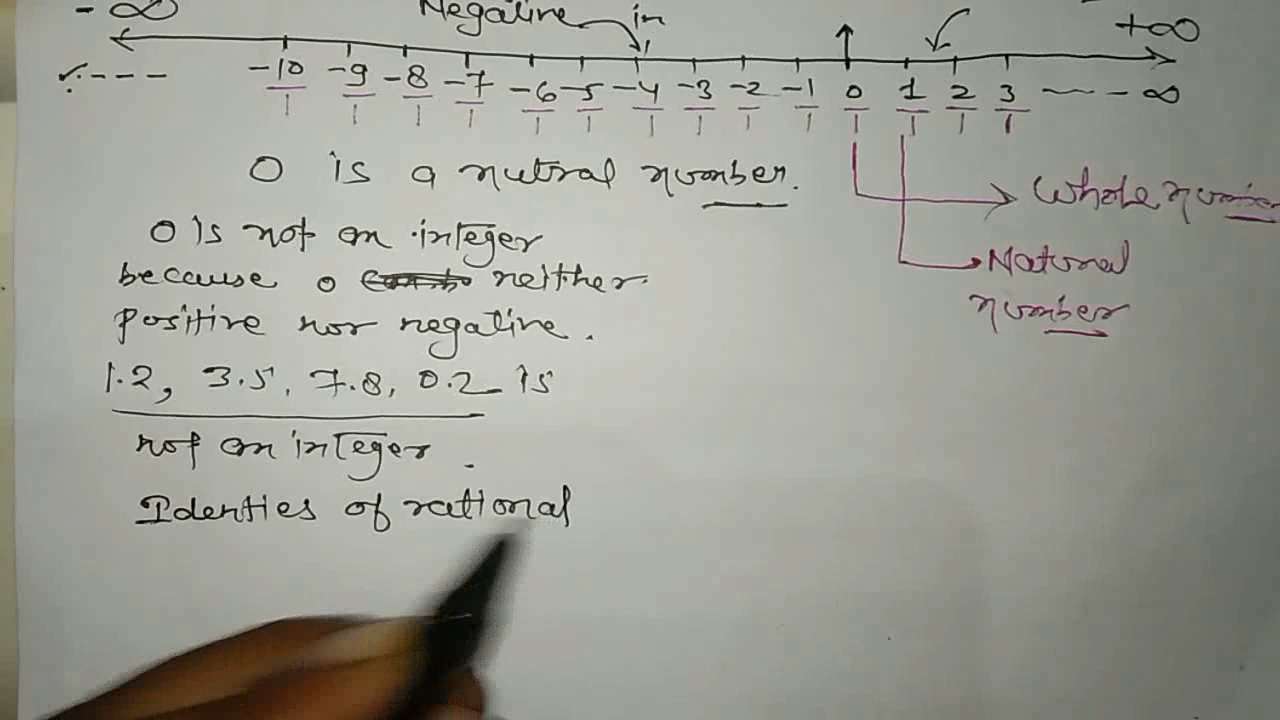 -∞ Negative in +∞
---- -10/1 -9/1 -8/1 -7/1 -6/1 -5/1 -4/1 -3/1 -2/1 -1/1 0/1 1/1 2/1 3/1 --- ∞
0 is a nutral number.
Whole number
0 is not an integer
Natural
because 0 neither
number
positive nor negative.
1.2, 3.5, 7.8, 0.2 is
not an integer.
Identies of rational